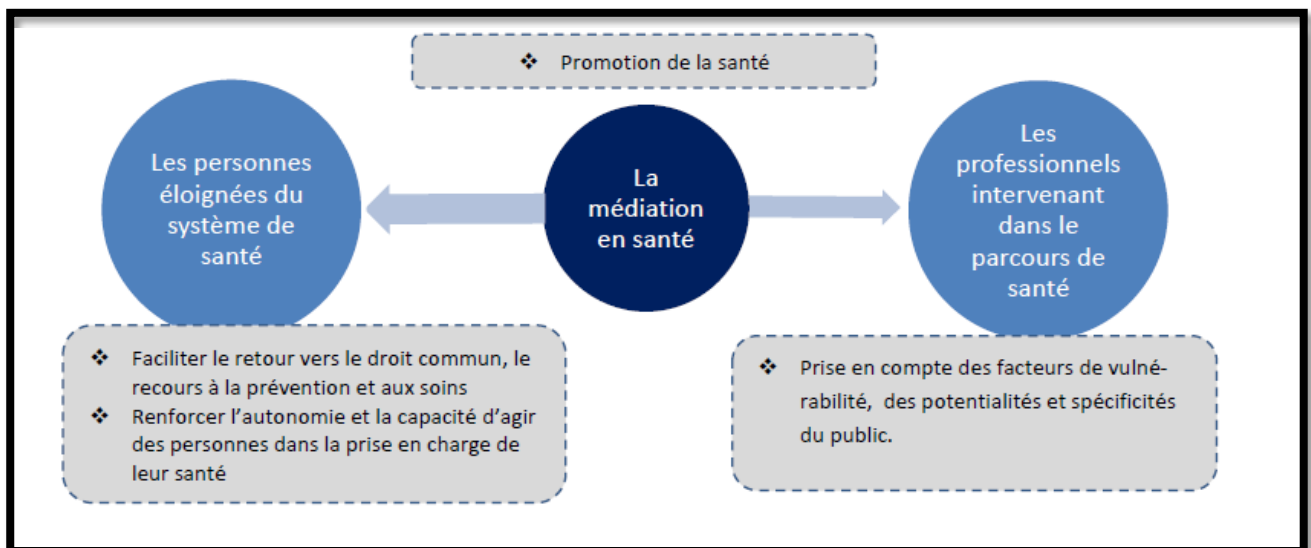 ❖ Promotion de la santé
Les personnes
éloignées du
système de
santé
La
médiation
en santé
Les
professionnels
intervenant
dans le
parcours de
santé
❖ Faciliter le retour vers le droit commun, le
recours à la prévention et aux soins
❖ Renforcer l’autonomie et la capacité d’agir
des personnes dans la prise en charge de
leur santé
❖ Prise en compte des facteurs de vulné-
rabilité, des potentialités et spécificités
du public.